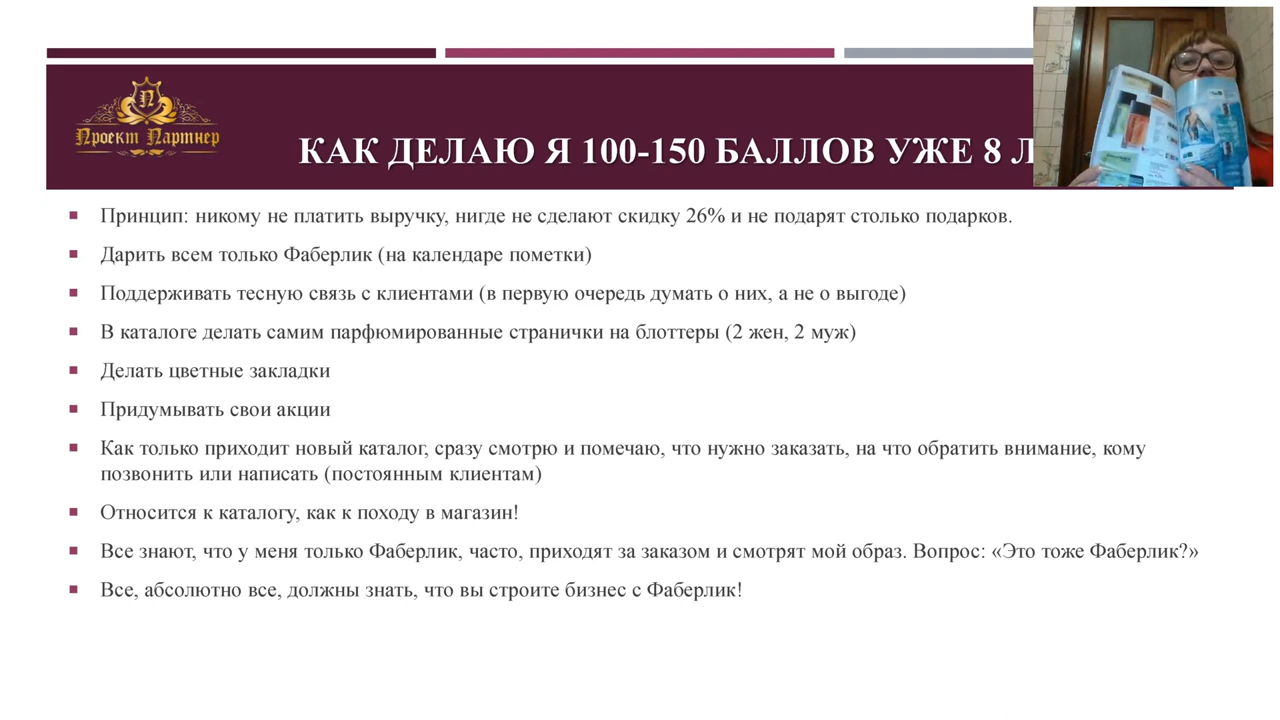 П
Проект Партнер
КАК ДЕЛАЮ Я 100-150 БАЛЛОВ УЖЕ 8 Л
Принцип: никому не платить выручку, нигде не сделают скидку 26% и не подарят столько подарков.
Дарить всем только Фаберлик (на календаре пометки)
Поддерживать тесную связь с клиентами (в первую очередь думать о них, а не о выгоде)
В каталоге делать самим парфюмированные странички на блоттеры (2 жен, 2 муж)
Делать цветные закладки
Придумывать свои акции
Как только приходит новый каталог, сразу смотрю и помечаю, что нужно заказать, на что обратить внимание, кому
позвонить или написать (постоянным клиентам)
Относится к каталогу, как к походу в магазин!
Все знают, что у меня только Фаберлик, часто, приходят за заказом и смотрят мой образ. Вопрос: «Это тоже Фаберлик?»
Все, абсолютно все, должны знать, что вы строите бизнес с Фаберлик!